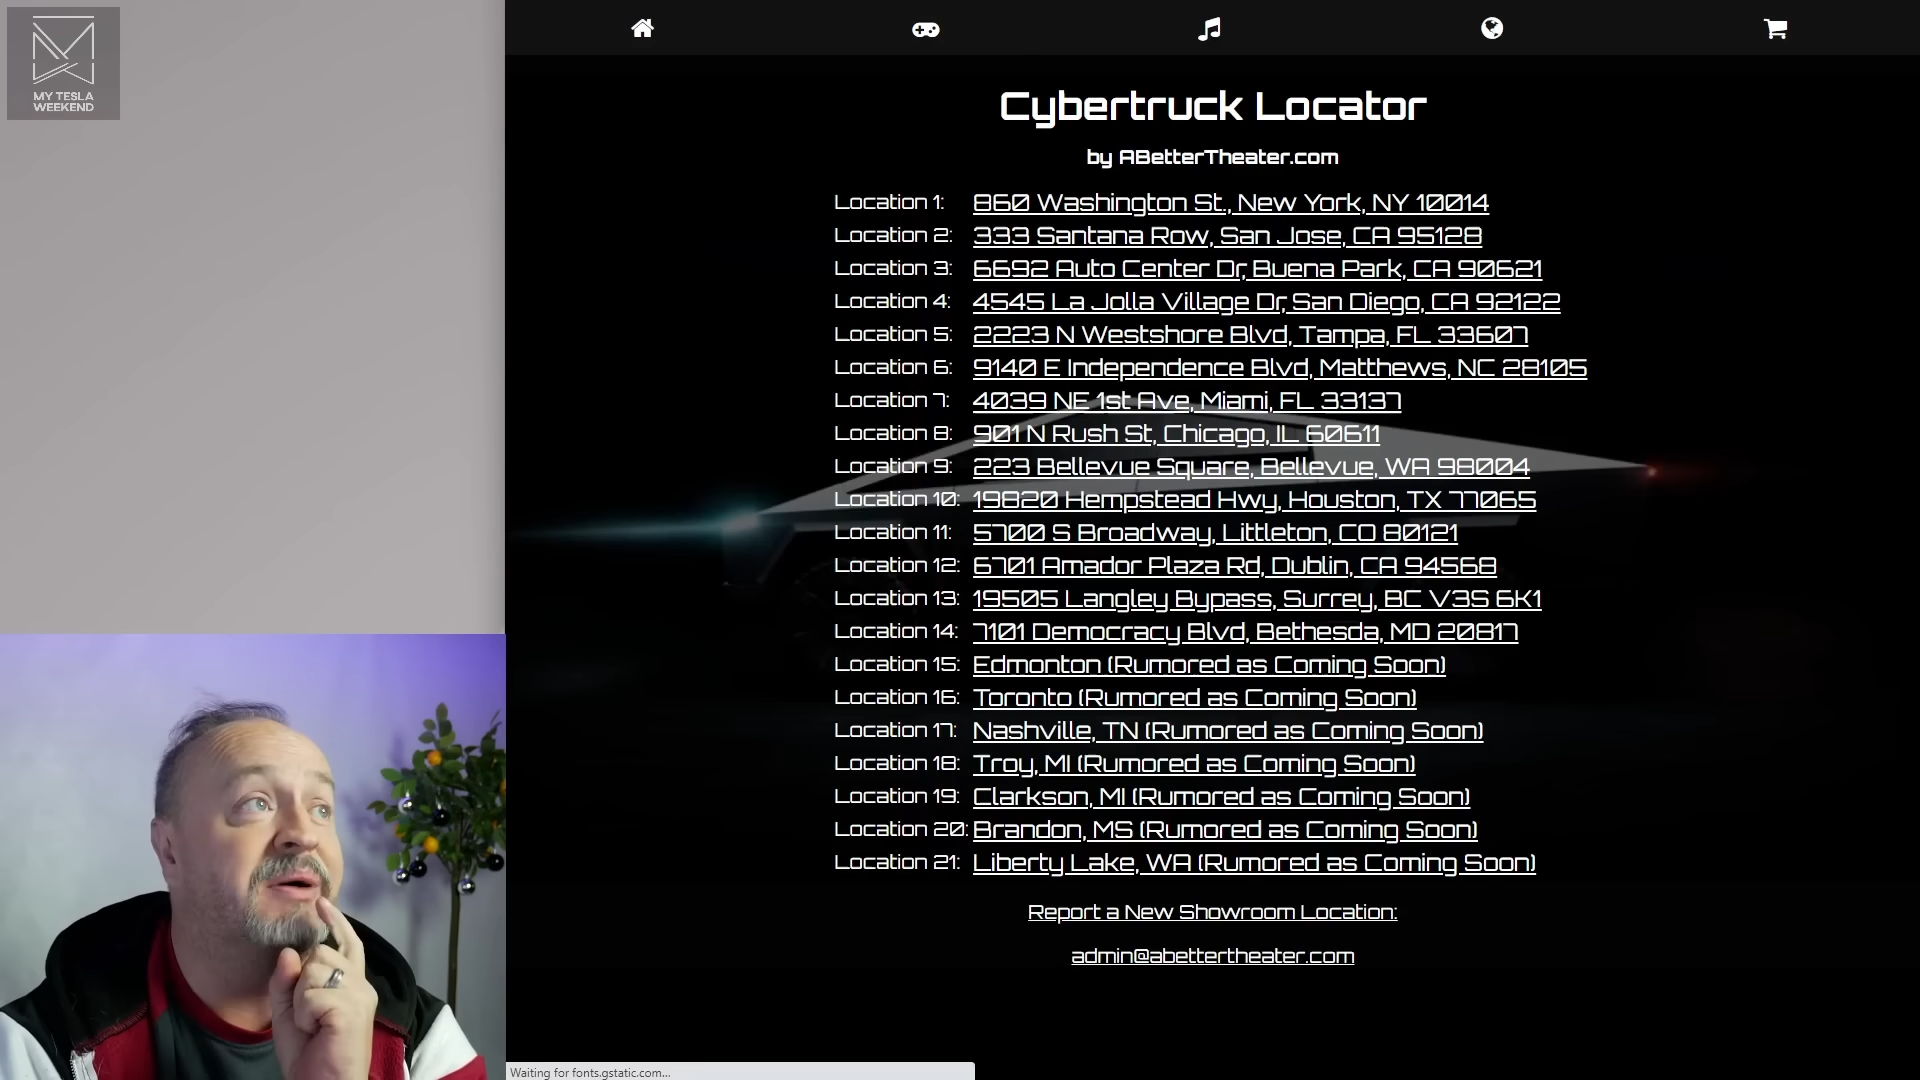 MY TESLA
WEEKEND
Cybertruck Locator
by ABetterTheater.com
Location 1: 860 Washington St., New York, NY 10014
Location 2: 333 Santana Row, San Jose, CA 95128
Location 3: 6692 Auto Center Dr, Buena Park, CA 90621
Location 4: 4545 La Jolla Village Dr, San Diego, CA 92122
Location 5: 2223 N Westshore Blvd, Tampa, FL 33607
Location 6: 9140 E Independence Blvd, Matthews, NC 28105
Location 7: 4039 NE 1st Ave, Miami, FL 33137
Location 8: 901 N Rush St, Chicago, IL 60611
Location 9: 223 Bellevue Square, Bellevue, WA 98004
Location 10: 19820 Hempstead Hwy, Houston, TX 77065
Location 11: 5700 S Broadway, Littleton, CO 80121
Location 12: 6701 Amador Plaza Rd, Dublin, CA 94568
Location 13: 19505 Langley Bypass, Surrey, BC V3S 6K1
Location 14: 7101 Democracy Blvd, Bethesda, MD 20817
Location 15: Edmonton (Rumored as Coming Soon)
Location 16: Toronto (Rumored as Coming Soon)
Location 17: Nashville, TN (Rumored as Coming Soon)
Location 18: Troy, MI (Rumored as Coming Soon)
Location 19: Clarkson, MI (Rumored as Coming Soon)
Location 20: Brandon, MS (Rumored as Coming Soon)
Location 21: Liberty Lake, WA (Rumored as Coming Soon)
Report a New Showroom Location:
admin@abettertheater.com
Waiting for fonts.gstatic.com...